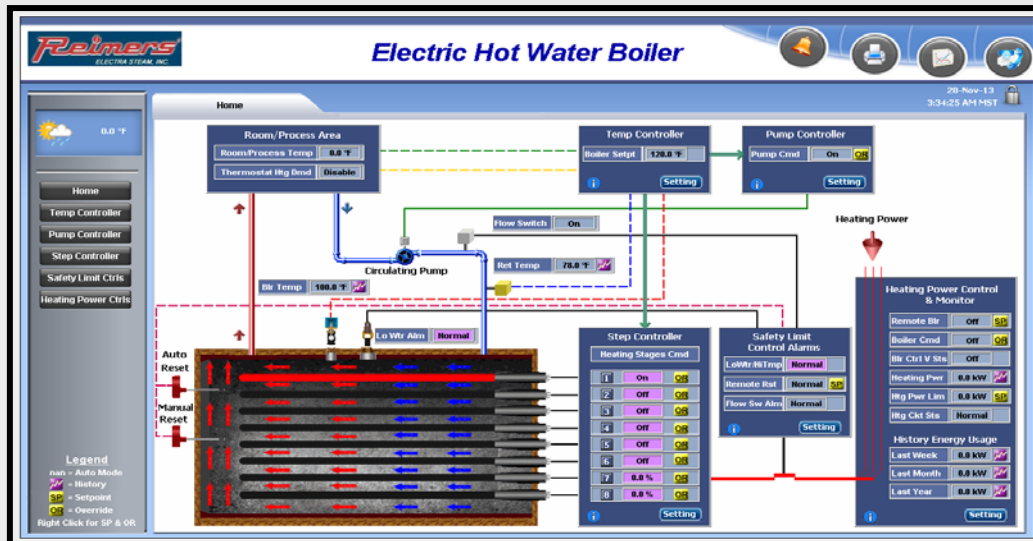 Reimers
ELECTRA STEAM, INC.
Electric Hot Water Boiler
28-Nov-13
3:34:25 AM MST
Home
0.0 °F
Home
Temp Controller
Pump Controller
Step Controller
Safety Limit Ctrls
Heating Power Ctrls
Legend
nan = Auto Mode
= History
SP = Setpoint
OR = Override
Right Click for SP & OR
Room/Process Area
Room/Process Temp 0.0 °F
Thermostat Htg Dmd Disable
Temp Controller
Boiler Setpt 120.0 °F
Setting
Pump Controller
Pump Cmd On OR
Setting
Flow Switch On
Heating Power
Circulating Pump
Ret Temp 78.0 °F
Blr Temp 100.0 °F
Lo Wtr Alm Normal
Auto
Reset
Manual
Reset
Step Controller
Heating Stages Cmd
1 On OR
2 Off OR
3 Off OR
4 Off OR
5 Off OR
6 Off OR
7 0.0 % OR
8 0.0 % OR
Setting
Safety Limit
Control Alarms
LoWtr/HiTmp Normal
Remote Rst Normal SP
Flow Sw Alm Normal
Setting
Heating Power Control
& Monitor
Remote Blr Off SP
Boiler Cmd Off OR
Blr Ctrl V Sts Off
Heating Pwr 0.0 kW
Htg Pwr Lim 0.0 kW SP
Htg Ckt Sts Normal
History Energy Usage
Last Week 0.0 kW
Last Month 0.0 kW
Last Year 0.0 kW
Setting